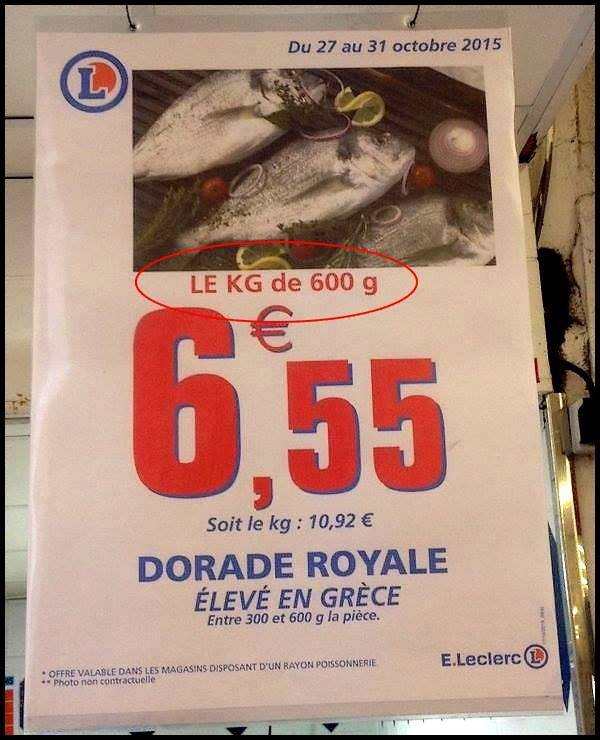 Du 27 au 31 octobre 2015
L
LE KG de 600 g
6,55 €
Soit le kg : 10,92 €
DORADE ROYALE
ÉLEVÉ EN GRÈCE
Entre 300 et 600 g la pièce.
* OFFRE VALABLE DANS LES MAGASINS DISPOSANT D'UN RAYON POISSONNERIE
** Photo non contractuelle
E.Leclerc L